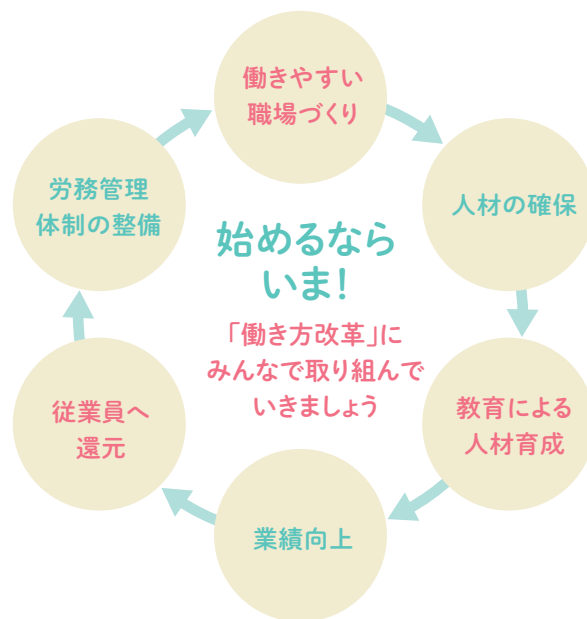 働きやすい
職場づくり
人材の確保
教育による
人材育成
業績向上
従業員へ
還元
労務管理
体制の整備
始めるなら
いま!
「働き方改革」に
みんなで取り組んで
いきましょう